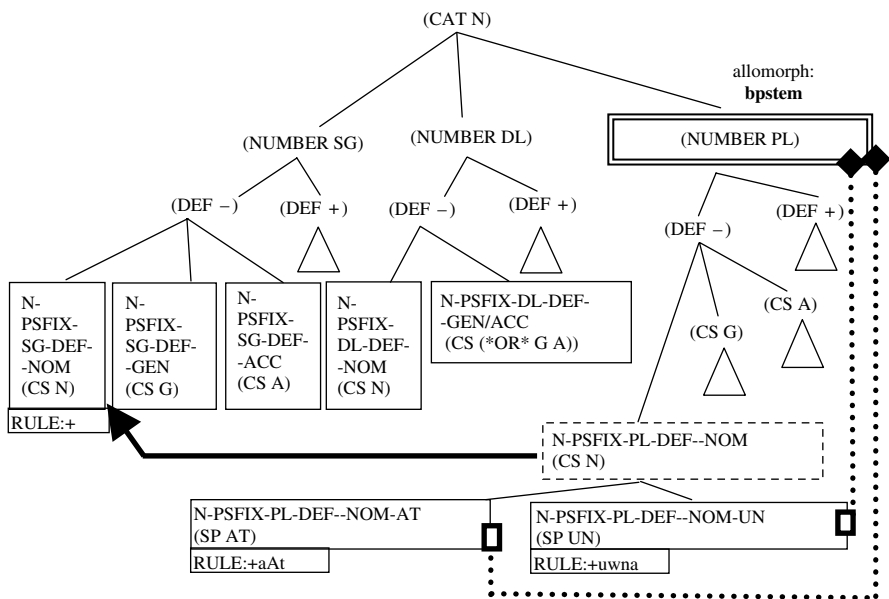 (CAT N)
allomorph:
bpstem
(NUMBER SG)
(NUMBER DL)
(NUMBER PL)
(DEF –)
(DEF +)
(DEF –)
(DEF +)
(DEF –)
(DEF +)
N-
PSFIX-
SG-DEF-
-NOM
(CS N)
RULE:+
N-
PSFIX-
SG-DEF-
-GEN
(CS G)
N-
PSFIX-
SG-DEF-
-ACC
(CS A)
N-
PSFIX-
DL-DEF-
-NOM
(CS N)
N-PSFIX-DL-DEF-
-GEN/ACC
(CS (*OR* G A))
(CS G)
(CS A)
N-PSFIX-PL-DEF--NOM
(CS N)
N-PSFIX-PL-DEF--NOM-AT
(SP AT)
RULE:+aAt
N-PSFIX-PL-DEF--NOM-UN
(SP UN)
RULE:+uwna